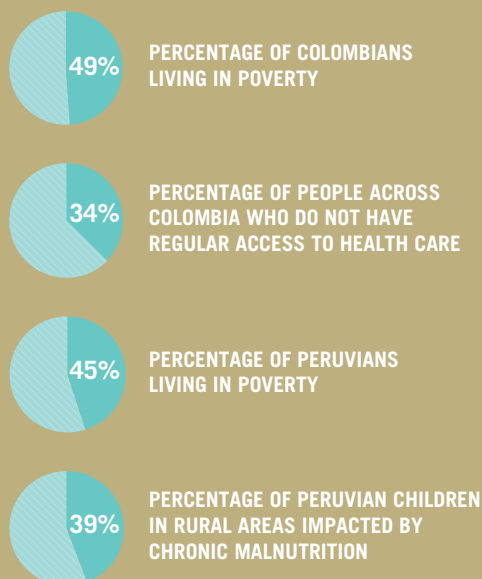 49%
PERCENTAGE OF COLOMBIANS
LIVING IN POVERTY
34%
PERCENTAGE OF PEOPLE ACROSS
COLOMBIA WHO DO NOT HAVE
REGULAR ACCESS TO HEALTH CARE
45%
PERCENTAGE OF PERUVIANS
LIVING IN POVERTY
39%
PERCENTAGE OF PERUVIAN CHILDREN
IN RURAL AREAS IMPACTED BY
CHRONIC MALNUTRITION